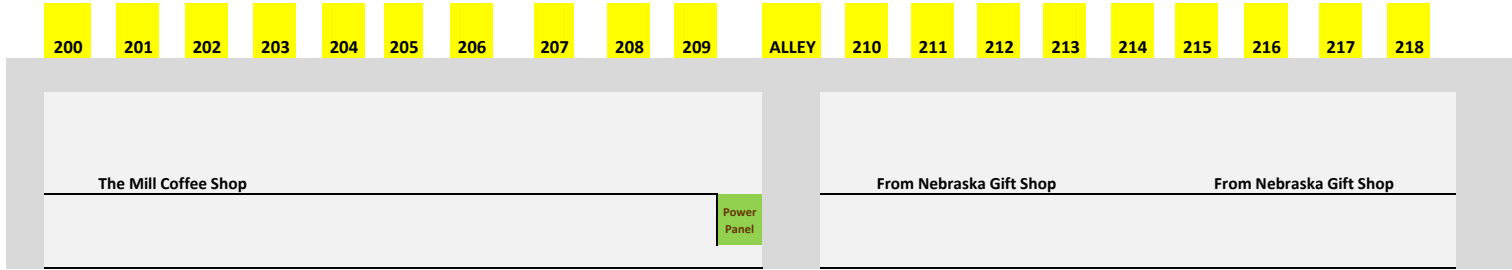 200 201 202 203 204 205 206 207 208 209 ALLEY 210 211 212 213 214 215 216 217 218
The Mill Coffee Shop From Nebraska Gift Shop From Nebraska Gift Shop
Power
Panel